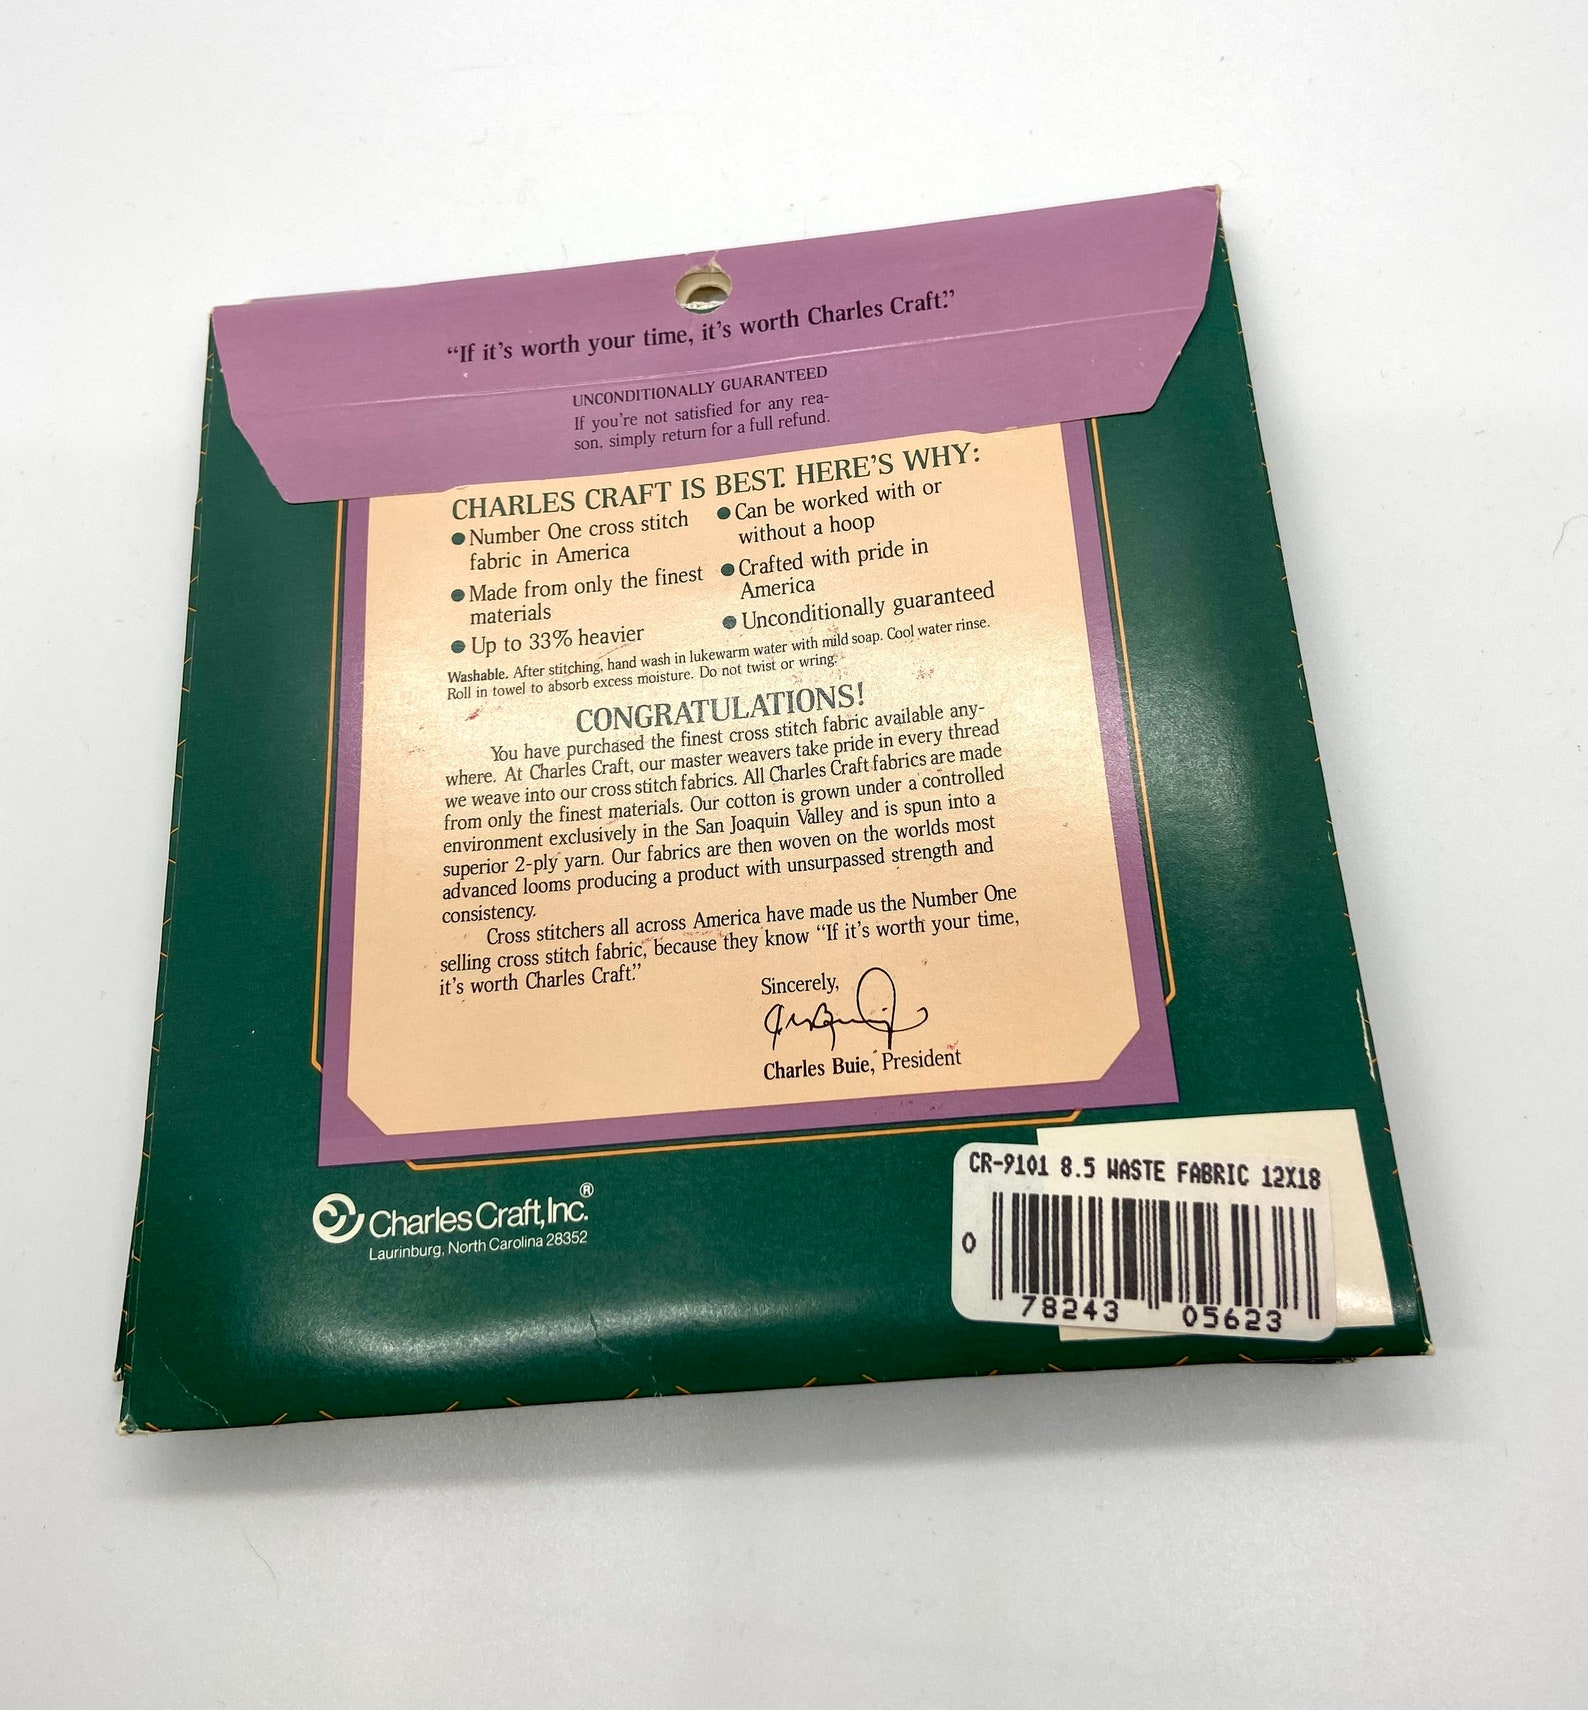 “If it’s worth your time, it’s worth Charles Craft.”
UNCONDITIONALLY GUARANTEED
If you’re not satisfied for any rea-
son, simply return for a full refund.
CHARLES CRAFT IS BEST. HERE’S WHY:
● Number One cross stitch
fabric in America
● Made from only the finest
materials
● Up to 33% heavier
● Can be worked with or
without a hoop
● Crafted with pride in
America
● Unconditionally guaranteed
Washable. After stitching, hand wash in lukewarm water with mild soap. Cool water rinse.
Roll in towel to absorb excess moisture. Do not twist or wring.
CONGRATULATIONS!
You have purchased the finest cross stitch fabric available any-
where. At Charles Craft, our master weavers take pride in every thread
we weave into our cross stitch fabrics. All Charles Craft fabrics are made
from only the finest materials. Our cotton is grown under a controlled
environment exclusively in the San Joaquin Valley and is spun into a
superior 2-ply yarn. Our fabrics are then woven on the worlds most
advanced looms producing a product with unsurpassed strength and
consistency.
Cross stitchers all across America have made us the Number One
selling cross stitch fabric, because they know “If it’s worth your time,
it’s worth Charles Craft.”
Sincerely,
Charles Buie, President
Charles Craft, Inc.®
Laurinburg, North Carolina 28352
CR-9101 8.5 WASTE FABRIC 12X18
0 78243 05623